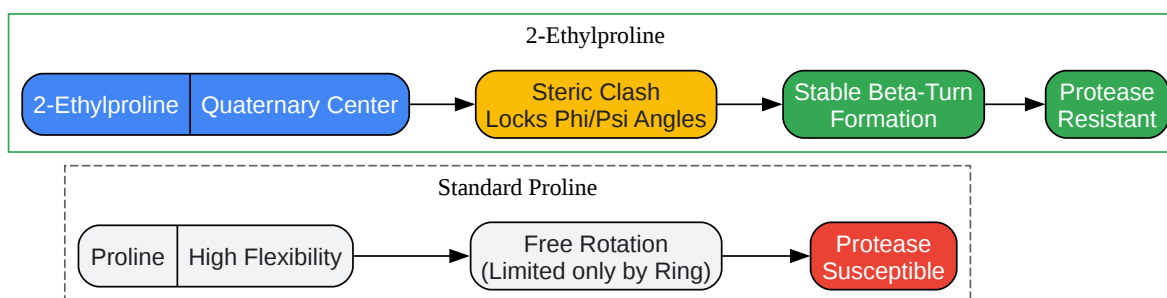 2-Ethylproline
2-Ethylproline
Quaternary Center
Steric Clash
Locks Phi/Psi Angles
Stable Beta-Turn
Formation
Protease
Resistant
Standard Proline
Proline
High Flexibility
Free Rotation
(Limited only by Ring)
Protease
Susceptible